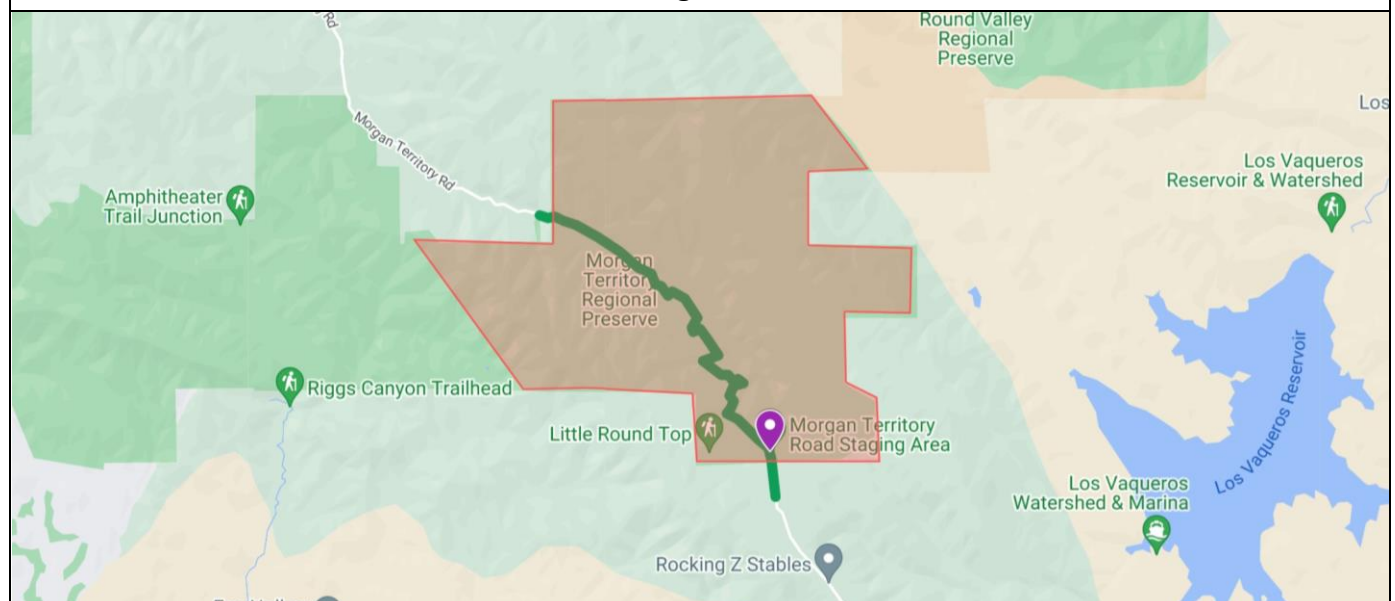 Rd
Round Valley
Regional
Preserve
Los
Morgan Territory Rd
Los Vaqueros
Reservoir & Watershed
Amphitheater
Trail Junction
Morgan
Territory
Regional
Preserve
Los Vaqueros Reservoir
Riggs Canyon Trailhead
Little Round Top
Morgan Territory
Road Staging Area
Los Vaqueros
Watershed & Marina
Rocking Z Stables